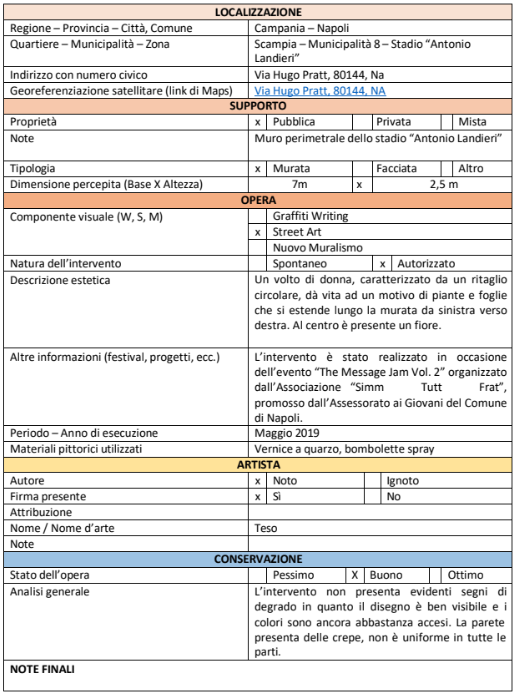 LOCALIZZAZIONE
Regione – Provincia – Città, Comune Campania – Napoli
Quartiere – Municipalità – Zona Scampia – Municipalità 8 – Stadio "Antonio
Landieri"
Indirizzo con numero civico Via Hugo Pratt, 80144, Na
Georeferenziazione satellitare (link di Maps) Via Hugo Pratt, 80144, NA
SUPPORTO
Proprietà x Pubblica Privata Mista
Note Muro perimetrale dello stadio "Antonio Landieri"
Tipologia x Murata Facciata Altro
Dimensione percepita (Base X Altezza) 7m x 2,5 m
OPERA
Componente visuale (W, S, M) Graffiti Writing
x Street Art
Nuovo Muralismo
Natura dell'intervento Spontaneo x Autorizzato
Descrizione estetica Un volto di donna, caratterizzato da un ritaglio
circolare, dà vita ad un motivo di piante e foglie
che si estende lungo la murata da sinistra verso
destra. Al centro è presente un fiore.
Altre informazioni (festival, progetti, ecc.) L'intervento è stato realizzato in occasione
dell'evento "The Message Jam Vol. 2" organizzato
dall'Associazione "Simm Tutt Frat",
promosso dall'Assessorato ai Giovani del Comune
di Napoli.
Periodo – Anno di esecuzione Maggio 2019
Materiali pittorici utilizzati Vernice a quarzo, bombolette spray
ARTISTA
Autore x Noto Ignoto
Firma presente x Sì No
Attribuzione
Nome / Nome d'arte Teso
Note
CONSERVAZIONE
Stato dell'opera Pessimo X Buono Ottimo
Analisi generale L'intervento non presenta evidenti segni di
degrado in quanto il disegno è ben visibile e i
colori sono ancora abbastanza accesi. La parete
presenta delle crepe, non è uniforme in tutte le
parti.
NOTE FINALI